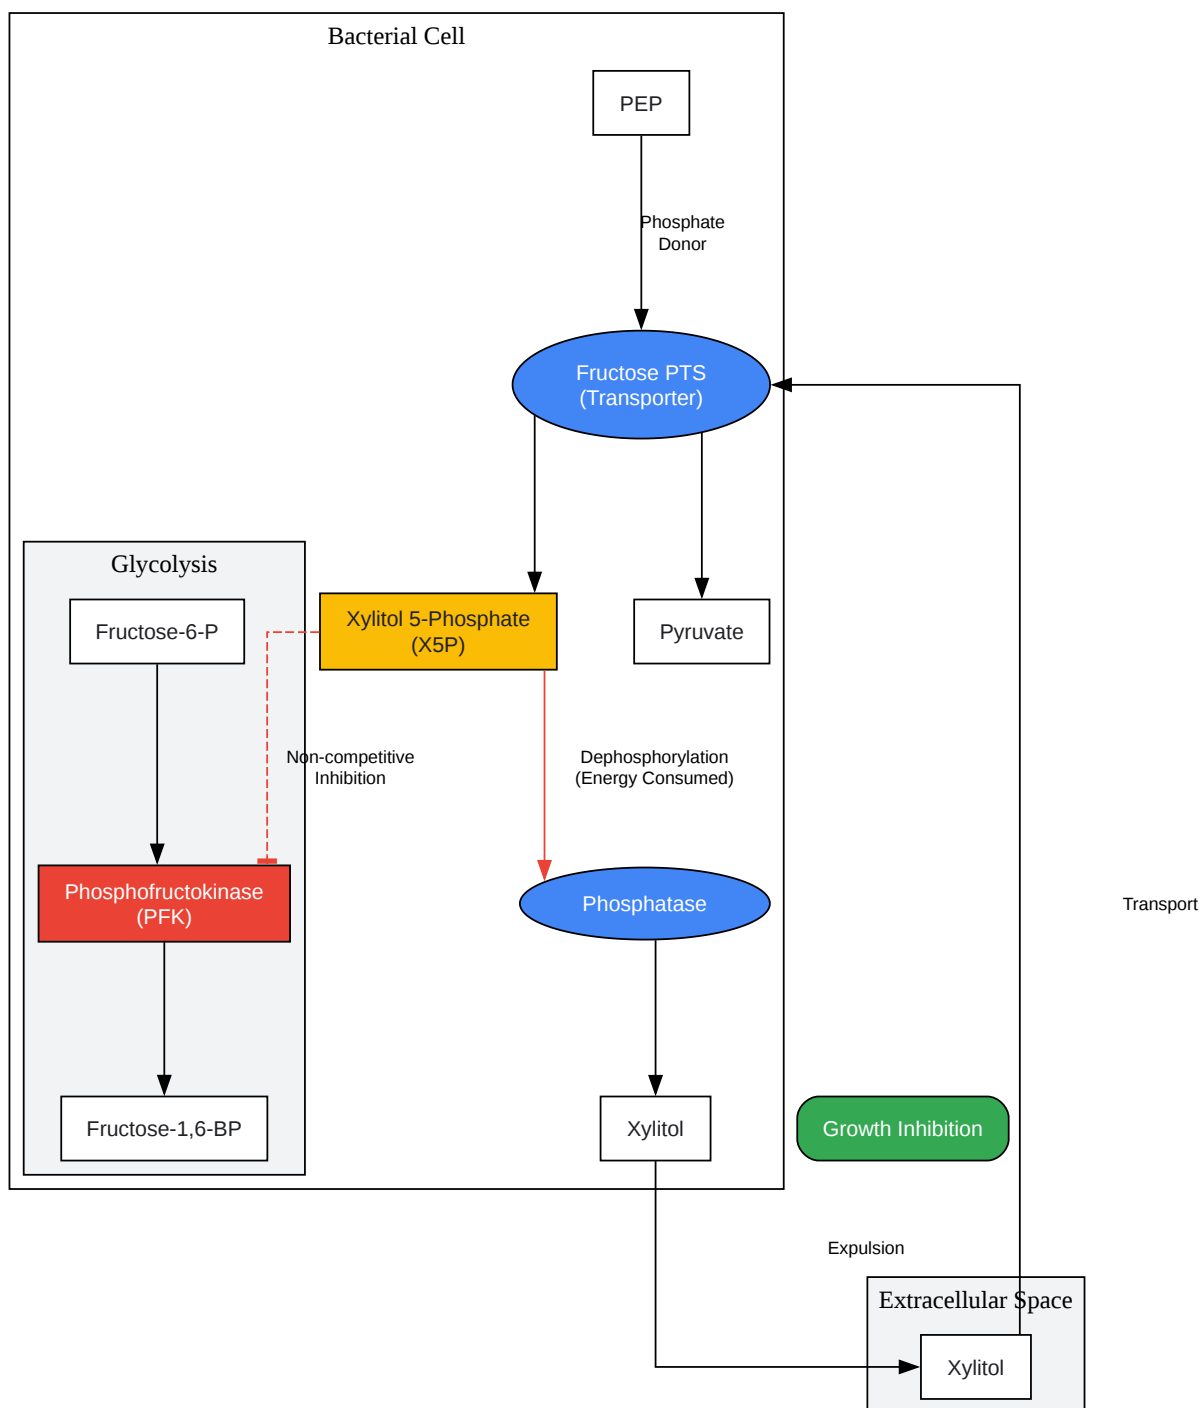 Bacterial Cell
PEP
Phosphate
Donor
Fructose PTS
(Transporter)
Glycolysis
Fructose-6-P
Xylitol 5-Phosphate
(X5P)
Pyruvate
Non-competitive
Inhibition
Dephosphorylation
(Energy Consumed)
Phosphofructokinase
(PFK)
Phosphatase
Transport
Fructose-1,6-BP
Xylitol
Growth Inhibition
Expulsion
Extracellular Space
Xylitol